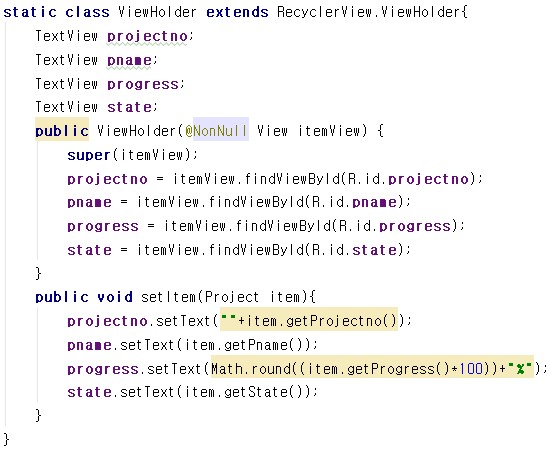 static class ViewHolder extends RecyclerView.ViewHolder{
    TextView projectno;
    TextView pname;
    TextView progress;
    TextView state;
    public ViewHolder(@NonNull View itemView) {
        super(itemView);
        projectno = itemView.findViewById(R.id.projectno);
        pname = itemView.findViewById(R.id.pname);
        progress = itemView.findViewById(R.id.progress);
        state = itemView.findViewById(R.id.state);
    }
    public void setItem(Project item){
        projectno.setText(""+item.getProjectno());
        pname.setText(item.getPname());
        progress.setText(Math.round((item.getProgress()*100))+"%");
        state.setText(item.getState());
    }
}